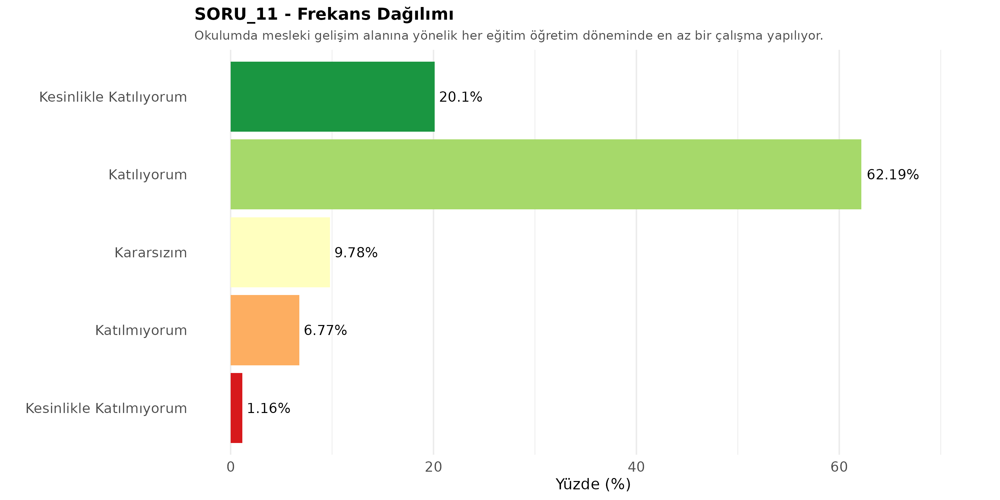 SORU_11 - Frekans Dağılımı
Okulumda mesleki gelişim alanına yönelik her eğitim öğretim döneminde en az bir çalışma yapılıyor.
Kesinlikle Katılıyorum
20.1%
Katılıyorum
62.19%
Kararsızım
9.78%
Katılmıyorum
6.77%
Kesinlikle Katılmıyorum
1.16%
0 20 40 60
Yüzde (%)